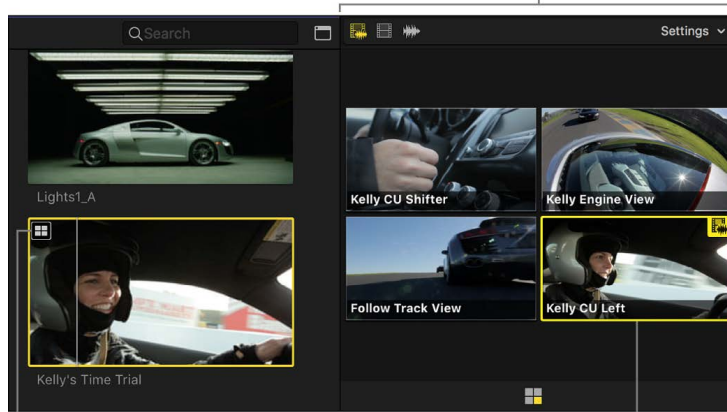 Search
Settings
Lights1_A
Kelly CU Shifter
Kelly Engine View
Follow Track View
Kelly CU Left
Kelly's Time Trial